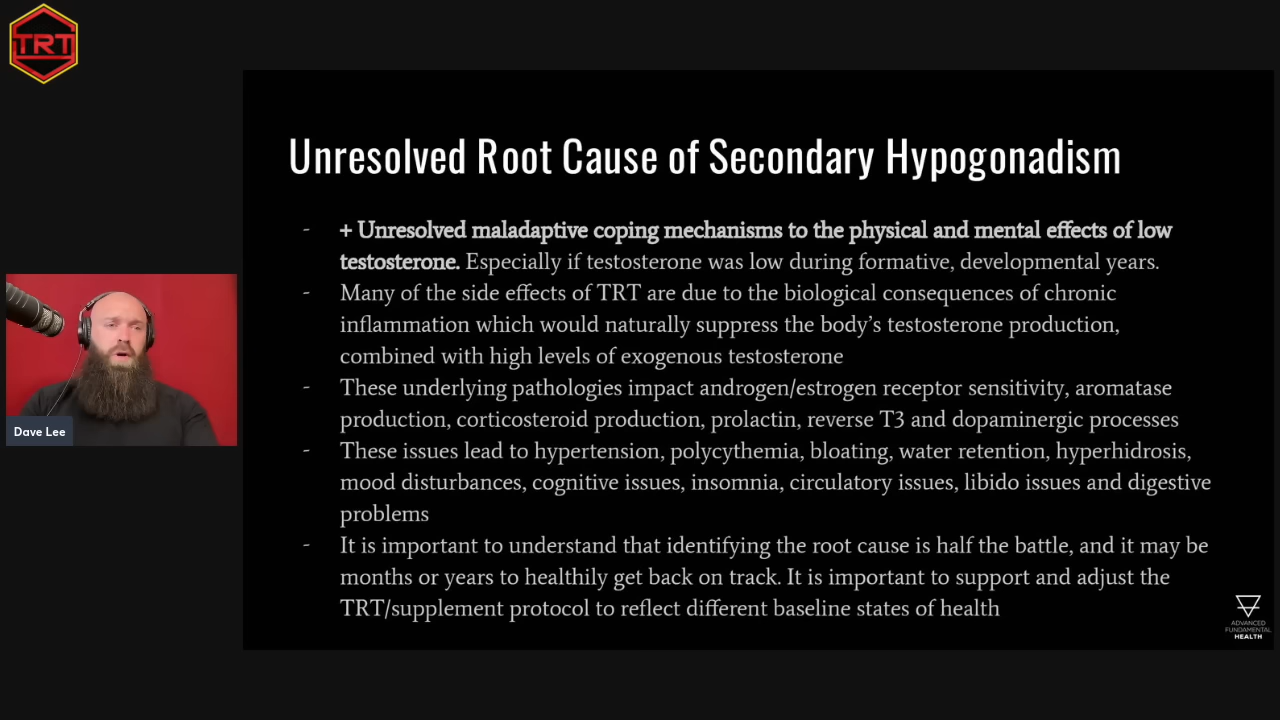 TRT
Unresolved Root Cause of Secondary Hypogonadism
- + Unresolved maladaptive coping mechanisms to the physical and mental effects of low
testosterone. Especially if testosterone was low during formative, developmental years.
- Many of the side effects of TRT are due to the biological consequences of chronic
inflammation which would naturally suppress the body’s testosterone production,
combined with high levels of exogenous testosterone
- These underlying pathologies impact androgen/estrogen receptor sensitivity, aromatase
production, corticosteroid production, prolactin, reverse T3 and dopaminergic processes
- These issues lead to hypertension, polycythemia, bloating, water retention, hyperhidrosis,
mood disturbances, cognitive issues, insomnia, circulatory issues, libido issues and digestive
problems
- It is important to understand that identifying the root cause is half the battle, and it may be
months or years to healthily get back on track. It is important to support and adjust the
TRT/supplement protocol to reflect different baseline states of health
Dave Lee
ADVANCED
FUNDAMENTAL
HEALTH